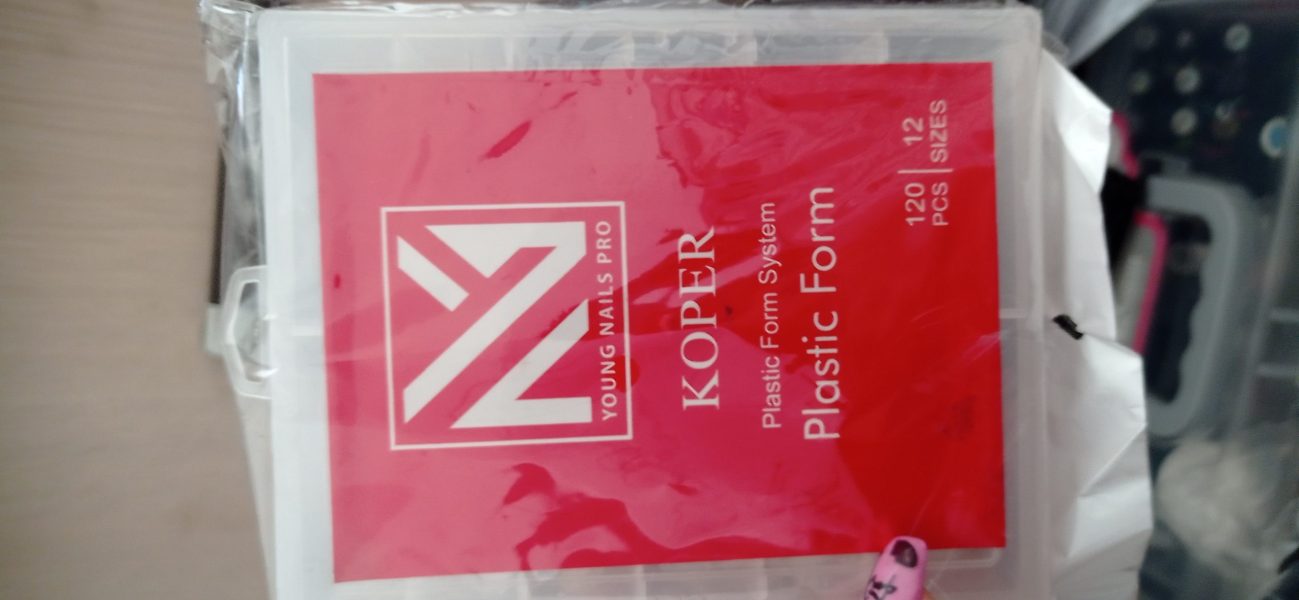 YOUNG NAILS PRO
KOPER
Plastic Form System
Plastic Form
120 | 12
PCS | SIZES